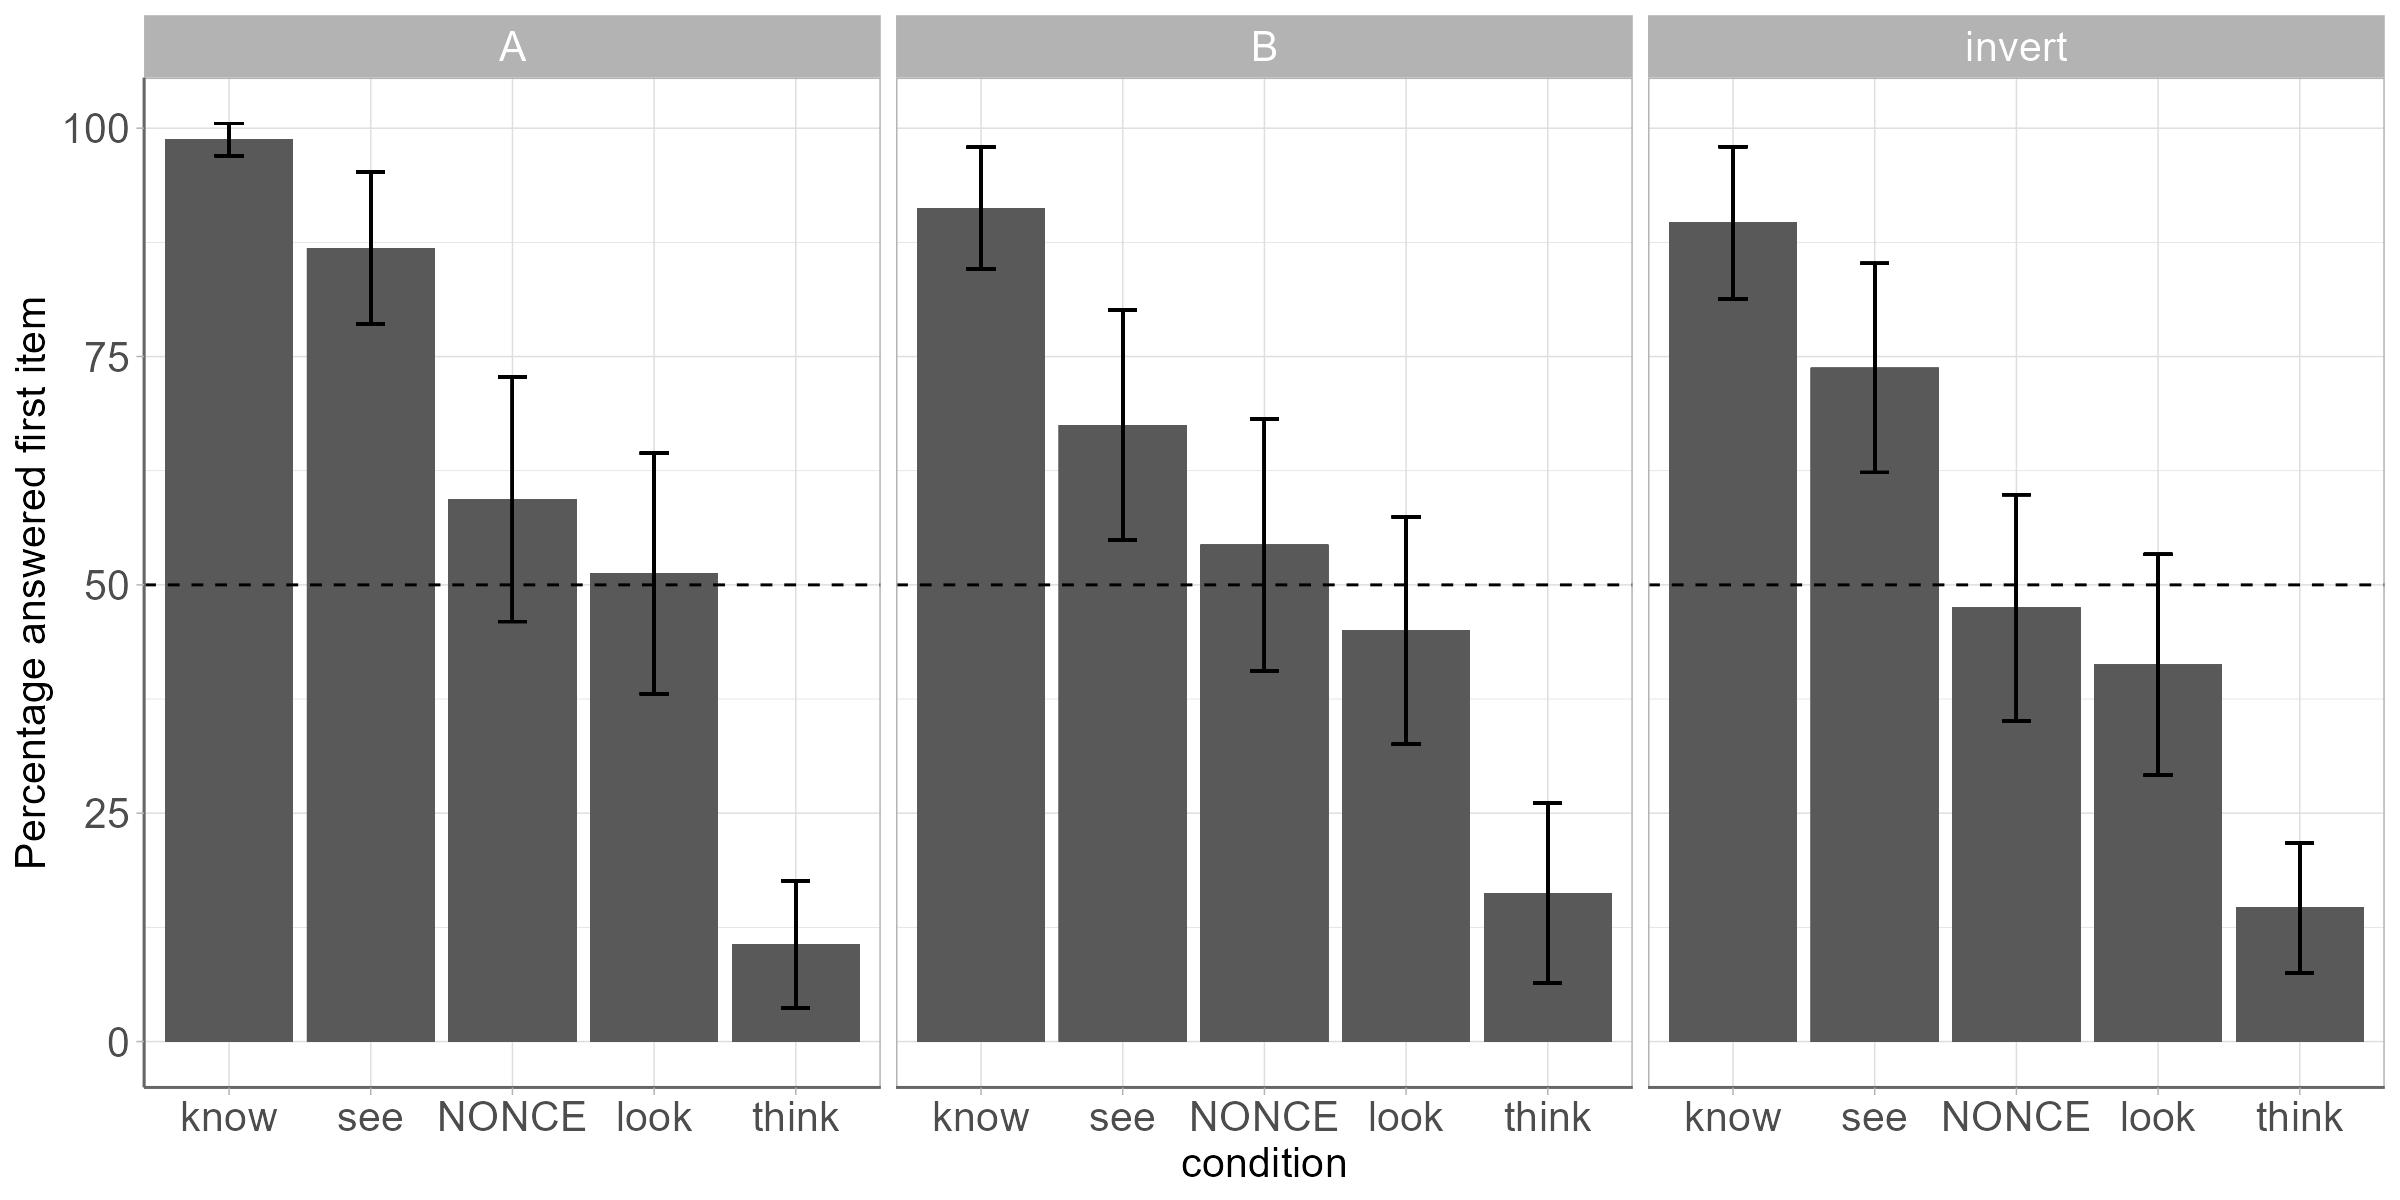 A B invert
Percentage answered first item
100
75
50
25
0
know see NONCE look think know see NONCE look think know see NONCE look think
condition